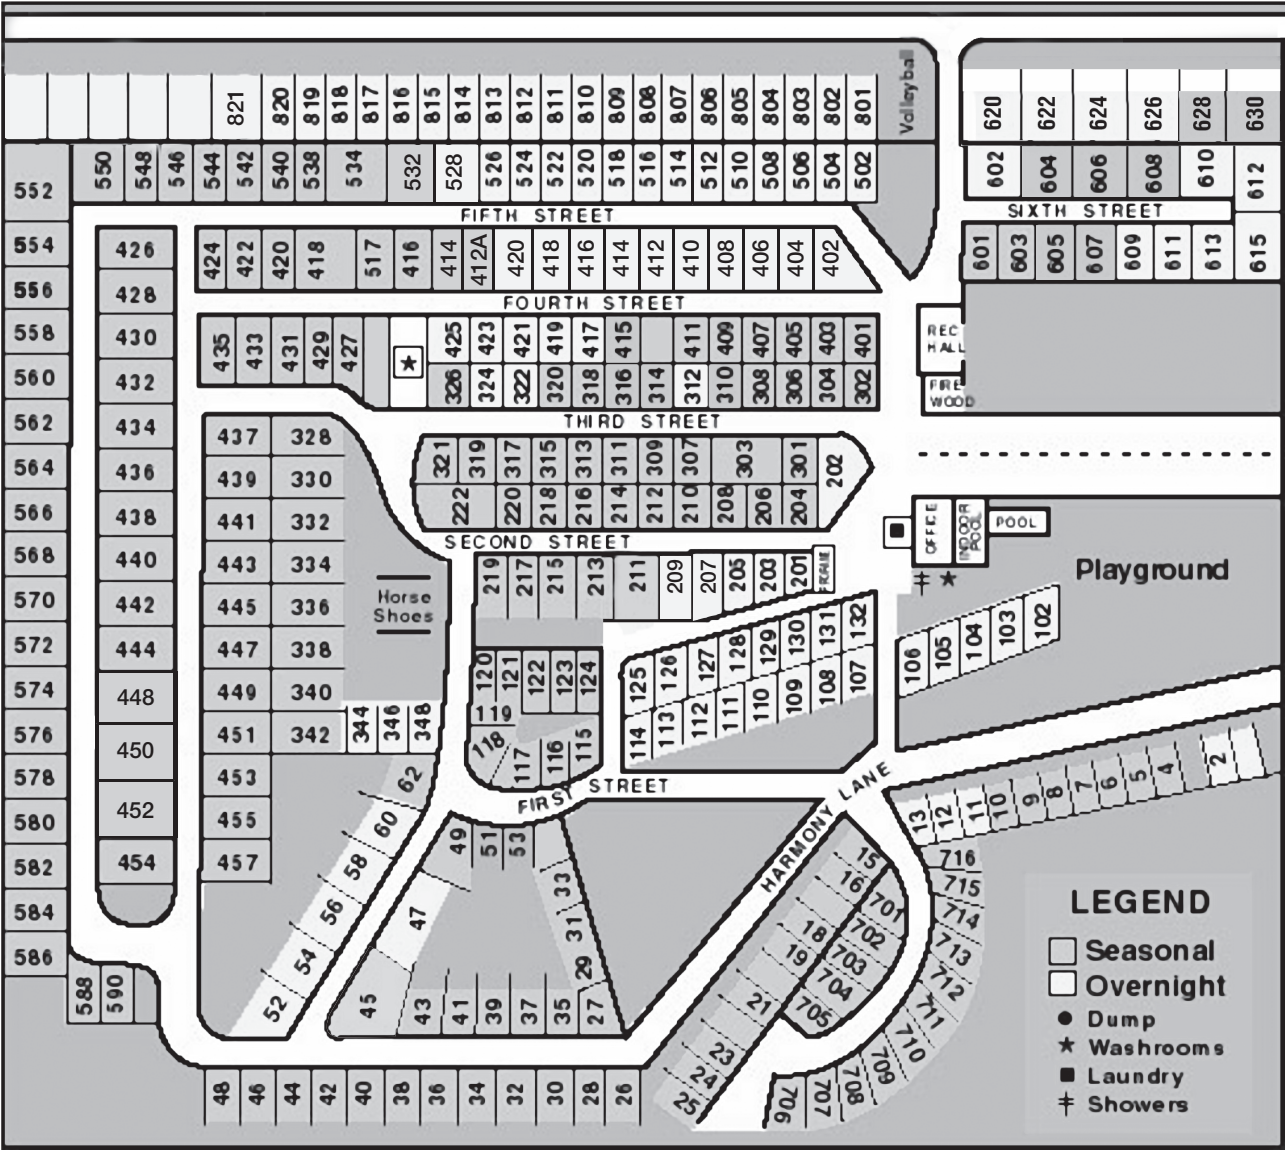 821 820 819 818 817 816 815 814 813 812 811 810 809 808 807 806 805 804 803 802 801
Volleyball
620 622 624 626 628 630
552 550 548 546 544 542 540 538 534 532 528 526 524 522 520 518 516 514 512 510 508 506 504 502
602 604 606 608 610 612
FIFTH STREET
SIXTH STREET
554 426 424 422 420 418 517 416 414 412A 420 418 416 414 412 410 408 406 404 402
601 603 605 607 609 611 613 615
556 428
FOURTH STREET
558 430 435 433 431 429 427 425 423 421 419 417 415 411 409 407 405 403 401
REC
HALL
560 432 326 324 322 320 318 316 314 312 310 308 306 304 302
FIRE
WOOD
THIRD STREET
562 434 437 328
564 436 439 330 321 319 317 315 313 311 309 307 303 301 202
566 438 441 332 222 220 218 216 214 212 210 208 206 204
OFFICE
INDOOR
POOL
POOL
SECOND STREET
568 440 443 334
219 217 215 213 211 209 207 205 203 201
Playground
570 442 445 336
Horse
Shoes
572 444 447 338
125 126 127 128 129 130 131 132
106 105 104 103 102
574 448 449 340
120 121 122 123 124
114 113 112 111 110 109 108 107
119
576 450 451 342 344 346 348
118 117 116 115
578 453 62
FIRST STREET
HARMONY LANE
13 12 11 10 9 8 7 6 5 4 2
580 452 455 60
49 51 53
582 454 457 58
33
15 716
16 701 715
584 56 47 31 18 702 714
586 54 29 19 703 713
588 590 52 45 43 41 39 37 35 27
21 704 712
705 711
23 710
24 709
25 706 707 708
48 46 44 42 40 38 36 34 32 30 28 26
LEGEND
Seasonal
Overnight
Dump
Washrooms
Laundry
Showers